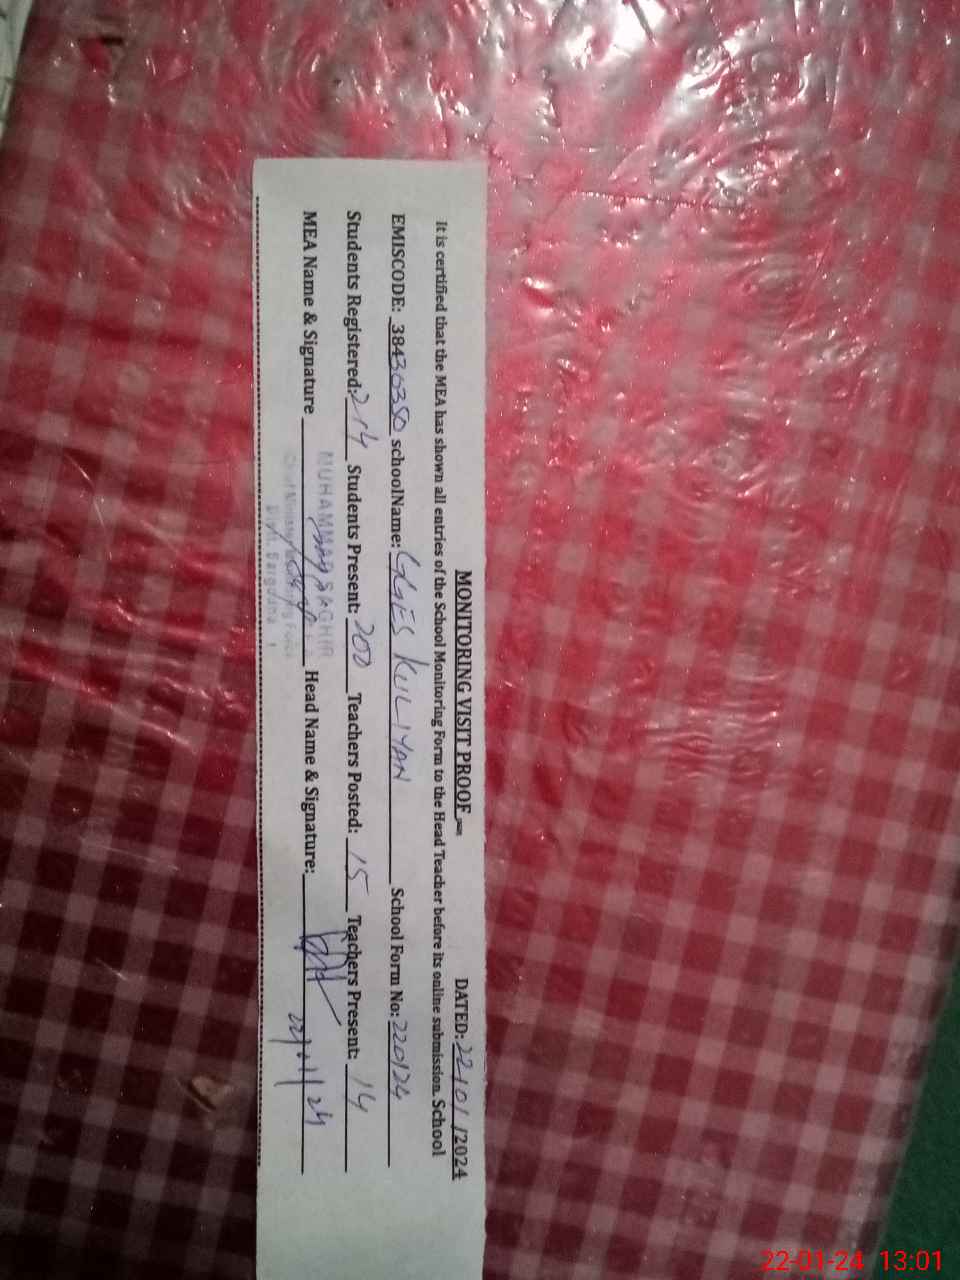 MONITORING VISIT PROOF DATED: 22-101 /2024
It is certified that the MEA has shown all entries of the School Monitoring Form to the Head Teacher before its online submission. School
EMISCODE: 38430350 schoolName: GGES KULIYAN School Form No: 220124
Students Registered: 214 Students Present: 200 Teachers Posted: 15 Teachers Present: 14
MEA Name & Signature Head Name & Signature:
MUHAMMAD SAGHIR
22/01/24
22-01-24 13:01